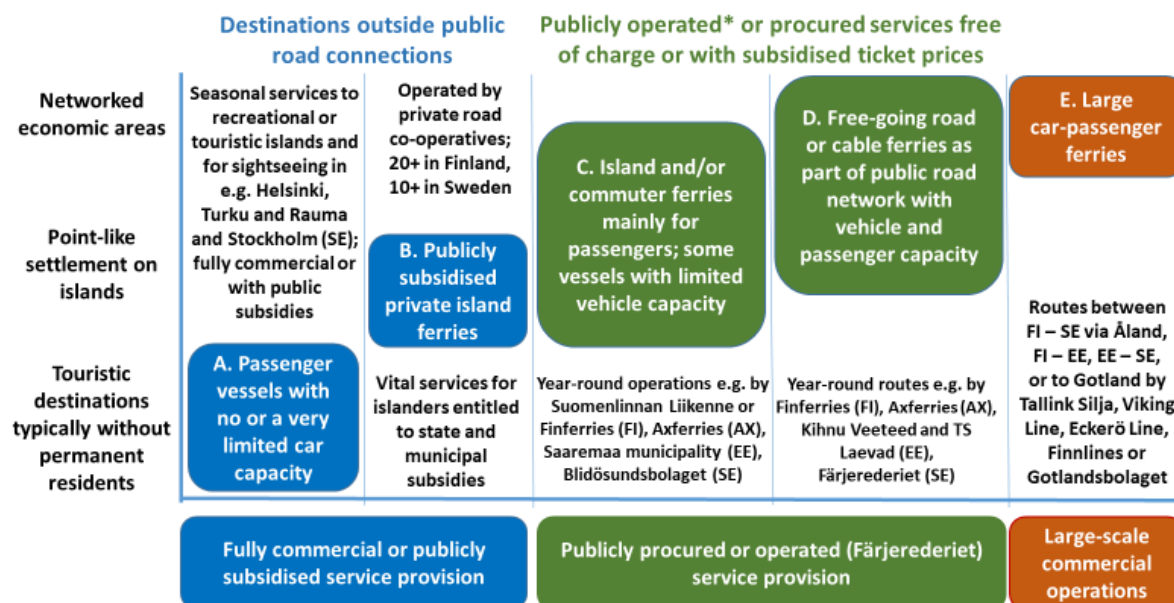 Destinations outside public
road connections
Publicly operated* or procured services free
of charge or with subsidised ticket prices
Networked
economic areas
Point-like
settlement on
islands
Touristic
destinations
typically without
permanent
residents
Seasonal services to
recreational or
touristic islands and
for sightseeing in
e.g. Helsinki,
Turku and Rauma
and Stockholm (SE);
fully commercial or
with public
subsidies
A. Passenger
vessels with
no or a very
limited car
capacity
Operated by
private road
co-operatives;
20+ in Finland,
10+ in Sweden
B. Publicly
subsidised
private island
ferries
Vital services for
islanders entitled
to state and
municipal
subsidies
C. Island and/or
commuter ferries
mainly for
passengers; some
vessels with limited
vehicle capacity
Year-round operations e.g. by
Suomenlinnan Liikenne or
Finferries (FI), Axferries (AX),
Saaremaa municipality (EE),
Blidösundsbolaget (SE)
D. Free-going road
or cable ferries as
part of public road
network with
vehicle and
passenger capacity
Year-round routes e.g. by
Finferries (FI), Axferries (AX),
Kihnu Veeteed and TS
Laevad (EE),
Färjerederiet (SE)
E. Large
car-passenger
ferries
Routes between
FI – SE via Åland,
FI – EE, EE – SE,
or to Gotland by
Tallink Silja, Viking
Line, Eckerö Line,
Finnlines or
Gotlandsbolaget
Fully commercial or publicly
subsidised service provision
Publicly procured or operated (Färjerederiet)
service provision
Large-scale
commercial
operations